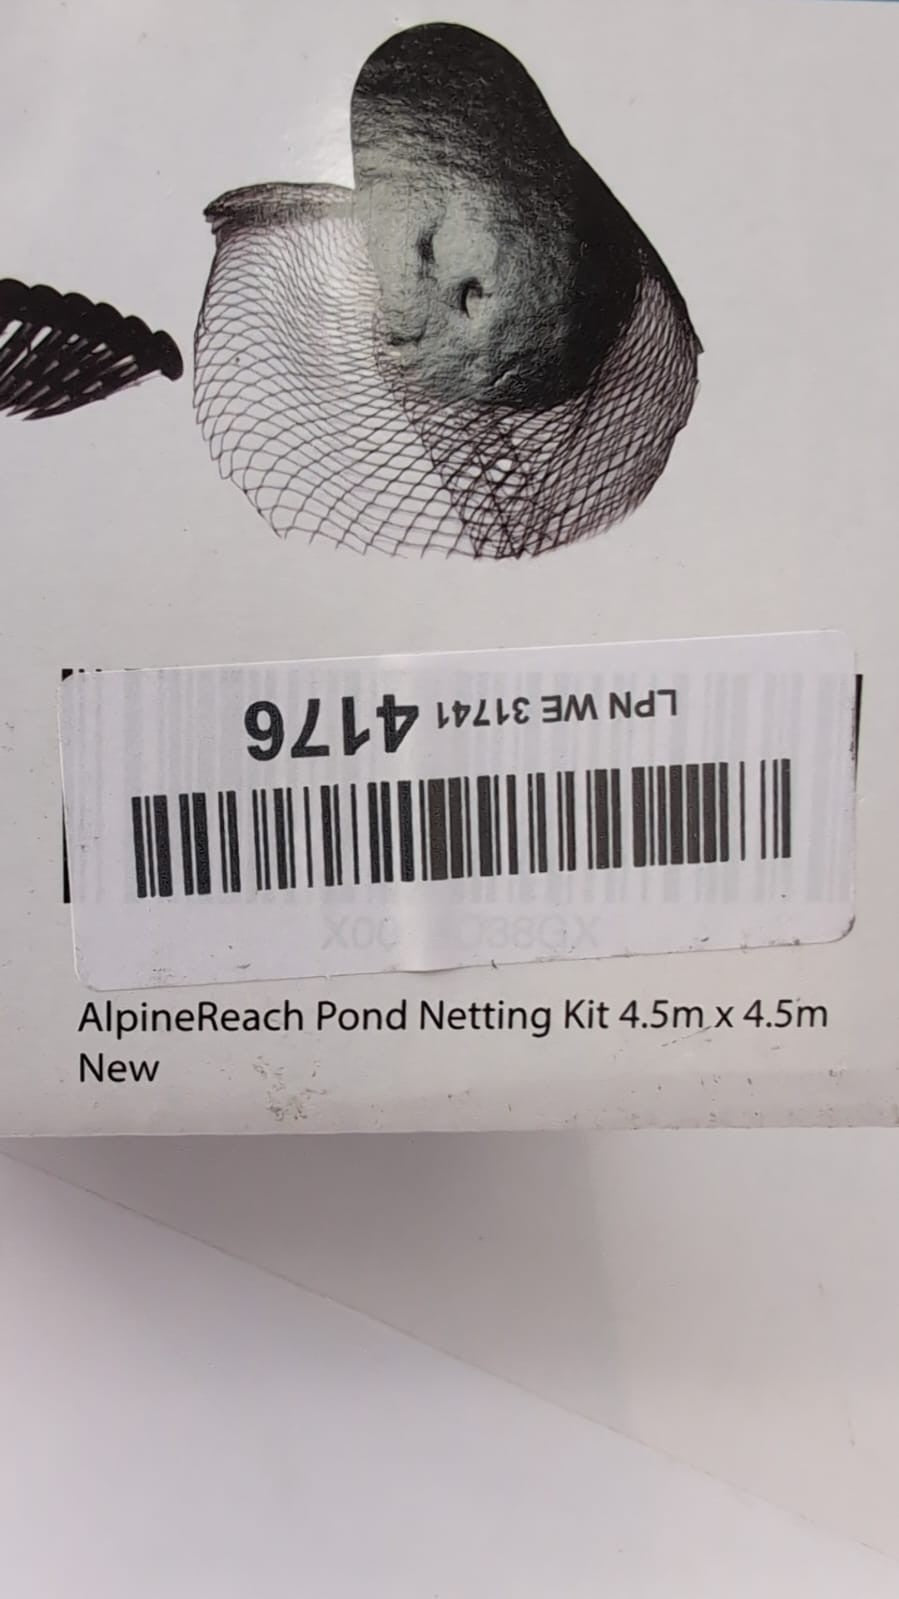 LPN WE 31741 4176
AlpineReach Pond Netting Kit 4.5m x 4.5m
New